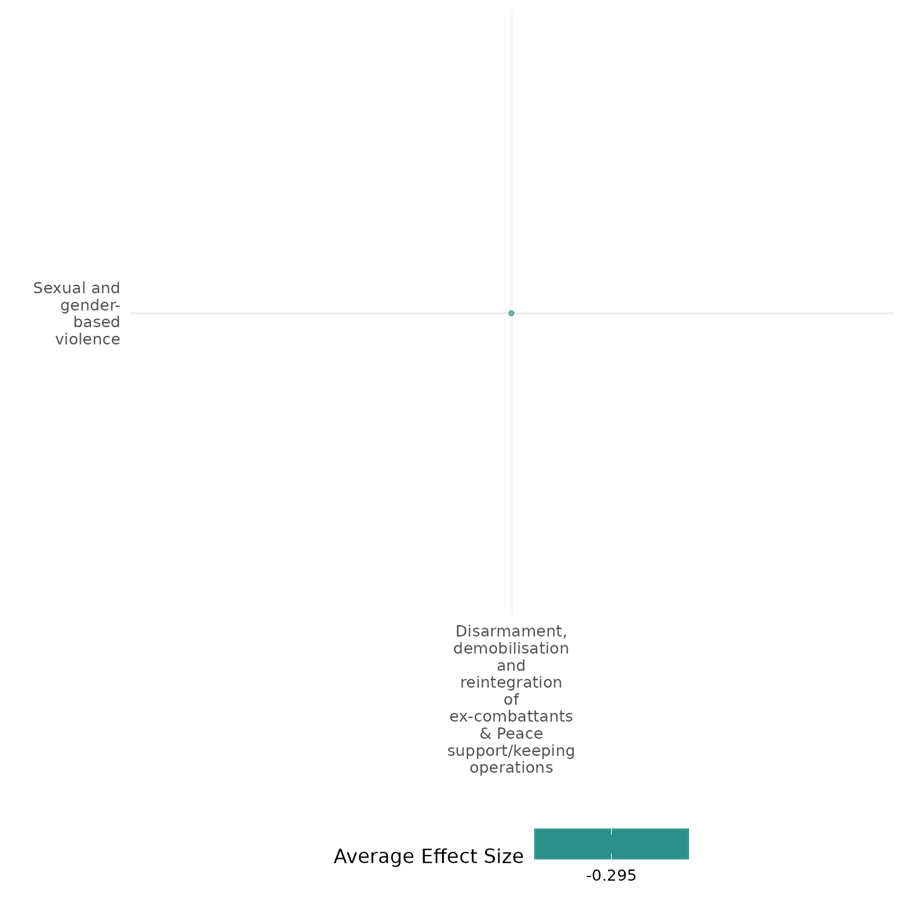 Sexual and
gender-
based
violence
Disarmament,
demobilisation
and
reintegration
of
ex-combattants
& Peace
support/keeping
operations
Average Effect Size
-0.295